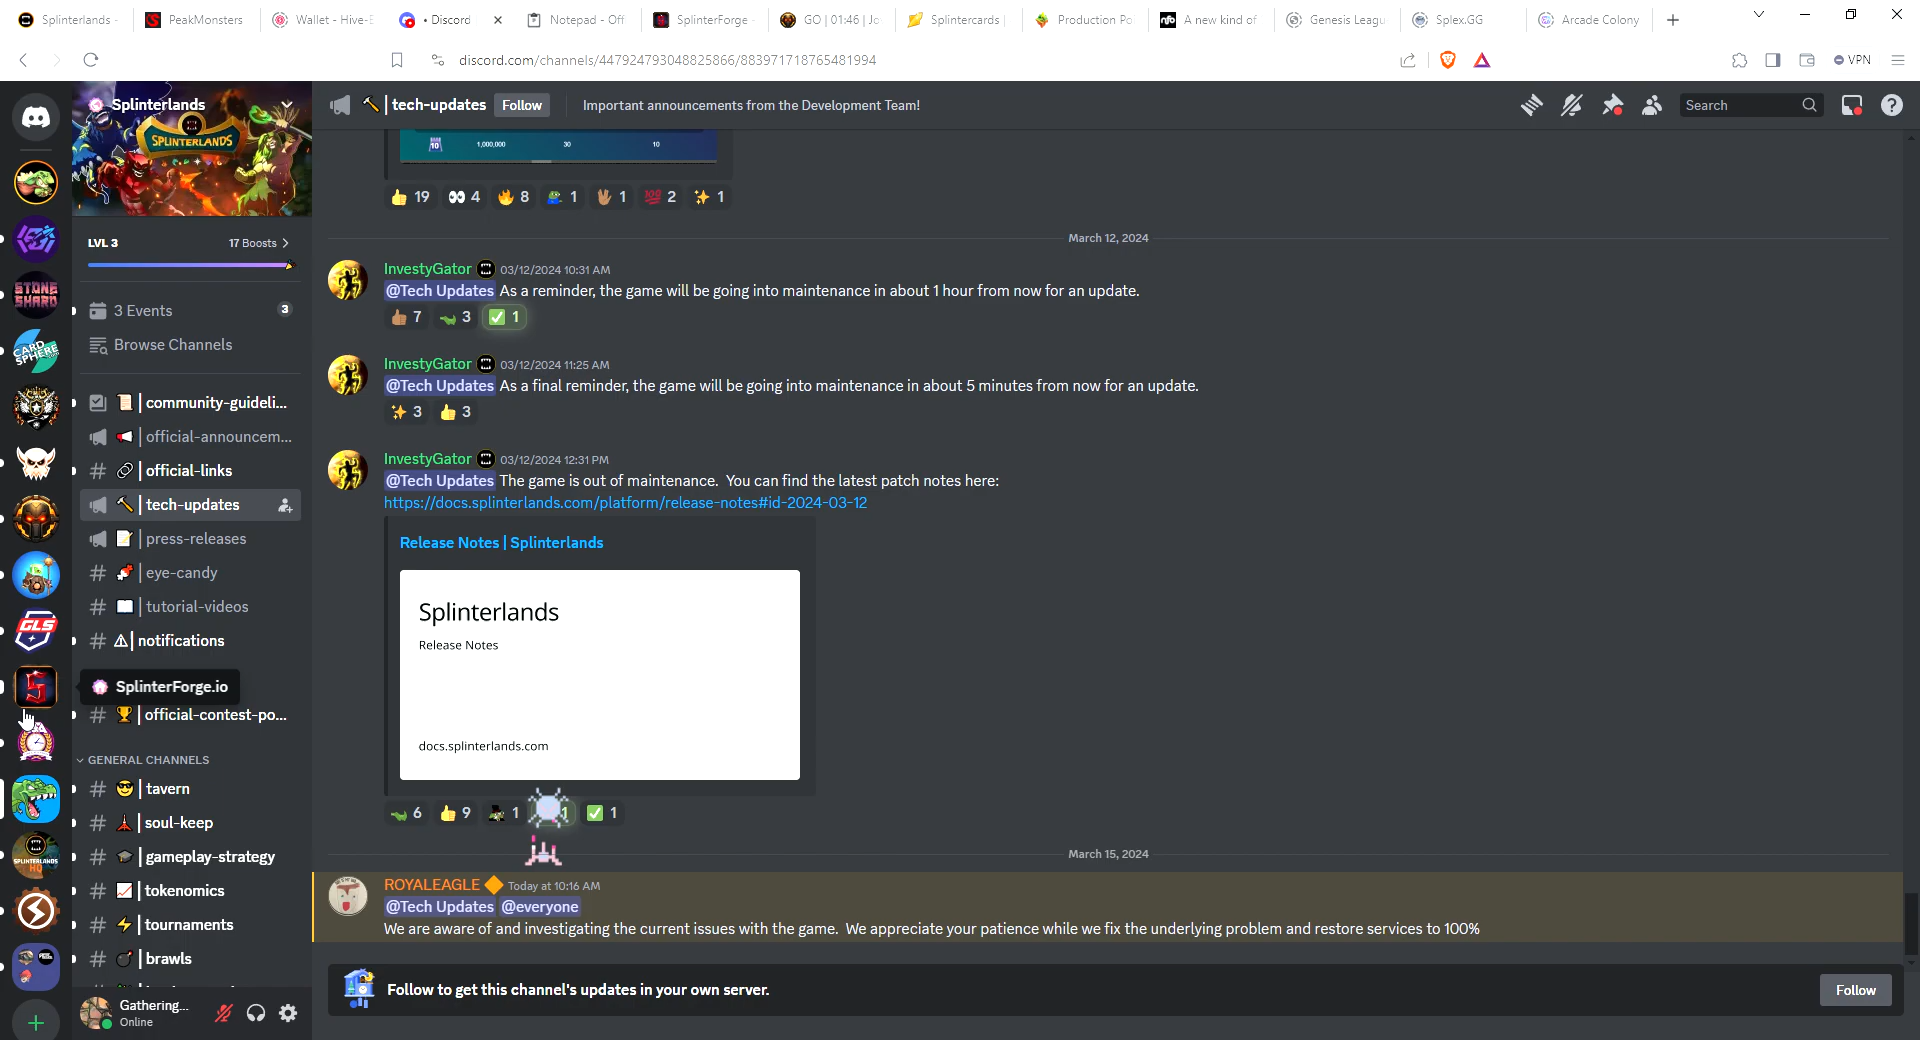 Splinterlands -
PeakMonsters
Wallet - Hive-E
• Discord
Notepad - Off
SplinterForge
GO | 01:46 | Jo
Splintercards
Production Po
A new kind of
Genesis Leagu
Splex.GG
Arcade Colony
discord.com/channels/447924793048825866/883971718765481994
VPN
Splinterlands
SPLINTERLANDS
tech-updates
Follow
Important announcements from the Development Team!
Search
10 1,000,000 30 10
19 4 8 1 1 2 1
LVL 3
17 Boosts
3 Events
3
Browse Channels
community-guideli...
official-announcem...
official-links
tech-updates
press-releases
eye-candy
tutorial-videos
notifications
SplinterForge.io
official-contest-po...
GENERAL CHANNELS
tavern
soul-keep
gameplay-strategy
tokenomics
tournaments
brawls
STONE SHARD
CARD SPHERE
GLS
SPLINTERLANDS HQ
Gathering...
Online
March 12, 2024
InvestyGator 03/12/2024 10:31 AM
@Tech Updates As a reminder, the game will be going into maintenance in about 1 hour from now for an update.
7 3 1
InvestyGator 03/12/2024 11:25 AM
@Tech Updates As a final reminder, the game will be going into maintenance in about 5 minutes from now for an update.
3 3
InvestyGator 03/12/2024 12:31 PM
@Tech Updates The game is out of maintenance. You can find the latest patch notes here:
https://docs.splinterlands.com/platform/release-notes#id-2024-03-12
Release Notes | Splinterlands
Splinterlands
Release Notes
docs.splinterlands.com
6 9 1 1 1
March 15, 2024
ROYALEAGLE Today at 10:16 AM
@Tech Updates @everyone
We are aware of and investigating the current issues with the game. We appreciate your patience while we fix the underlying problem and restore services to 100%
Follow to get this channel's updates in your own server.
Follow